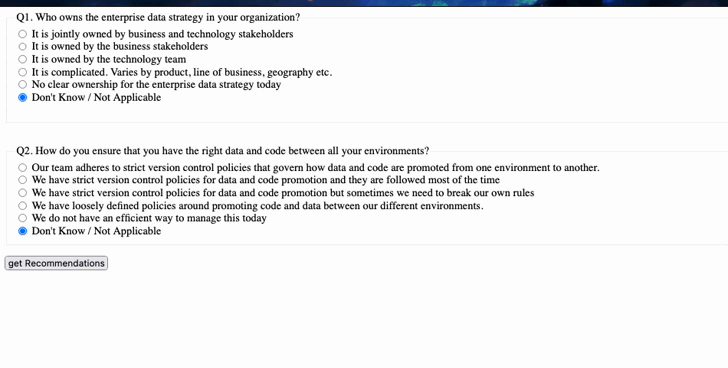 Q1. Who owns the enterprise data strategy in your organization?
It is jointly owned by business and technology stakeholders
It is owned by the business stakeholders
It is owned by the technology team
It is complicated. Varies by product, line of business, geography etc.
No clear ownership for the enterprise data strategy today
Don't Know / Not Applicable
Q2. How do you ensure that you have the right data and code between all your environments?
Our team adheres to strict version control policies that govern how data and code are promoted from one environment to another.
We have strict version control policies for data and code promotion and they are followed most of the time
We have strict version control policies for data and code promotion but sometimes we need to break our own rules
We have loosely defined policies around promoting code and data between our different environments.
We do not have an efficient way to manage this today
Don't Know / Not Applicable
get Recommendations